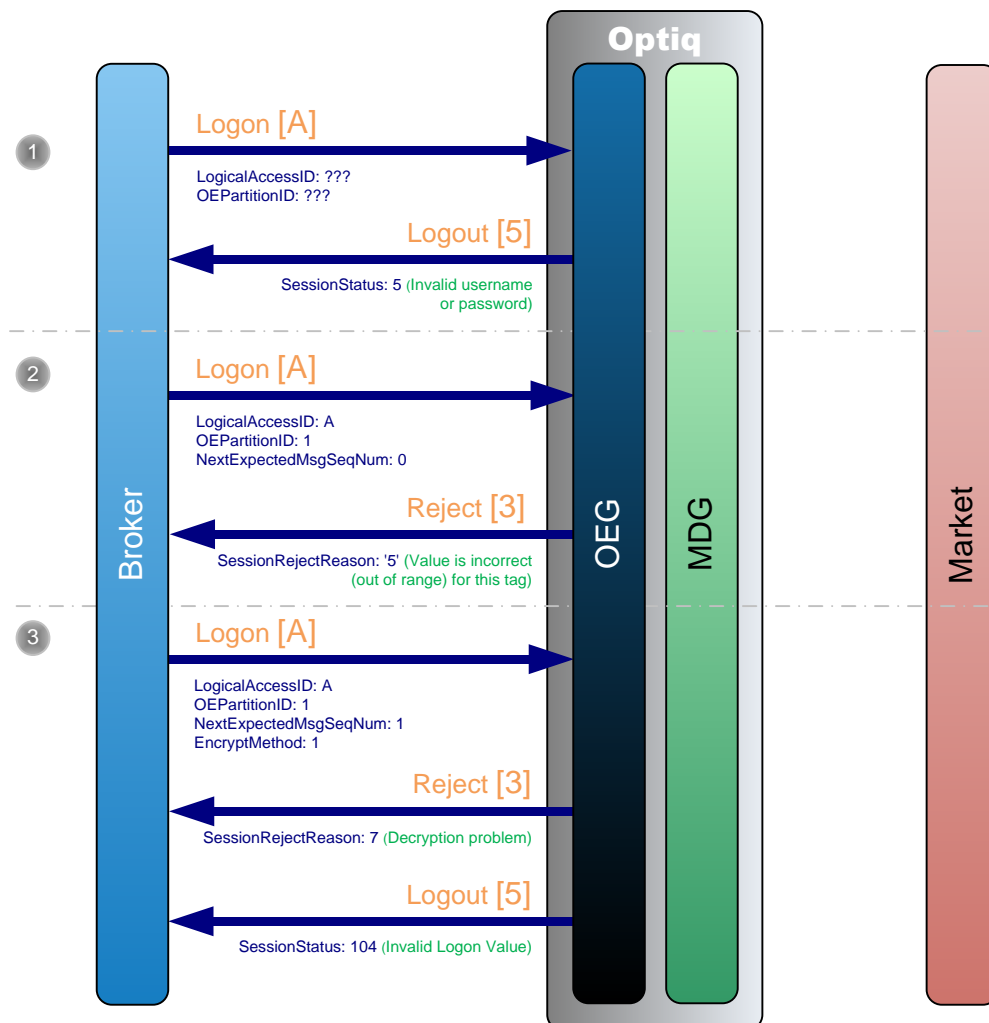 Optiq
Broker
OEG
MDG
Market
1
Logon [A]
LogicalAccessID: ???
OEPartitionID: ???
Logout [5]
SessionStatus: 5 (Invalid username
or password)
2
Logon [A]
LogicalAccessID: A
OEPartitionID: 1
NextExpectedMsgSeqNum: 0
Reject [3]
SessionRejectReason: '5' (Value is incorrect
(out of range) for this tag)
3
Logon [A]
LogicalAccessID: A
OEPartitionID: 1
NextExpectedMsgSeqNum: 1
EncryptMethod: 1
Reject [3]
SessionRejectReason: 7 (Decryption problem)
Logout [5]
SessionStatus: 104 (Invalid Logon Value)